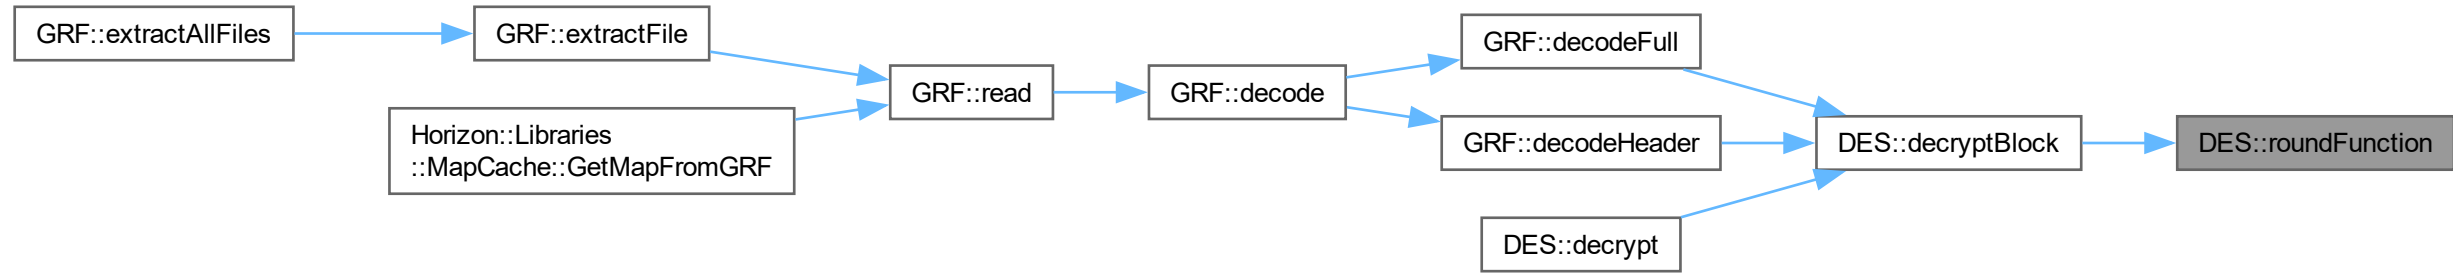 GRF::extractAllFiles
GRF::extractFile
Horizon::Libraries
::MapCache::GetMapFromGRF
GRF::read
GRF::decode
GRF::decodeFull
GRF::decodeHeader
DES::decrypt
DES::decryptBlock
DES::roundFunction